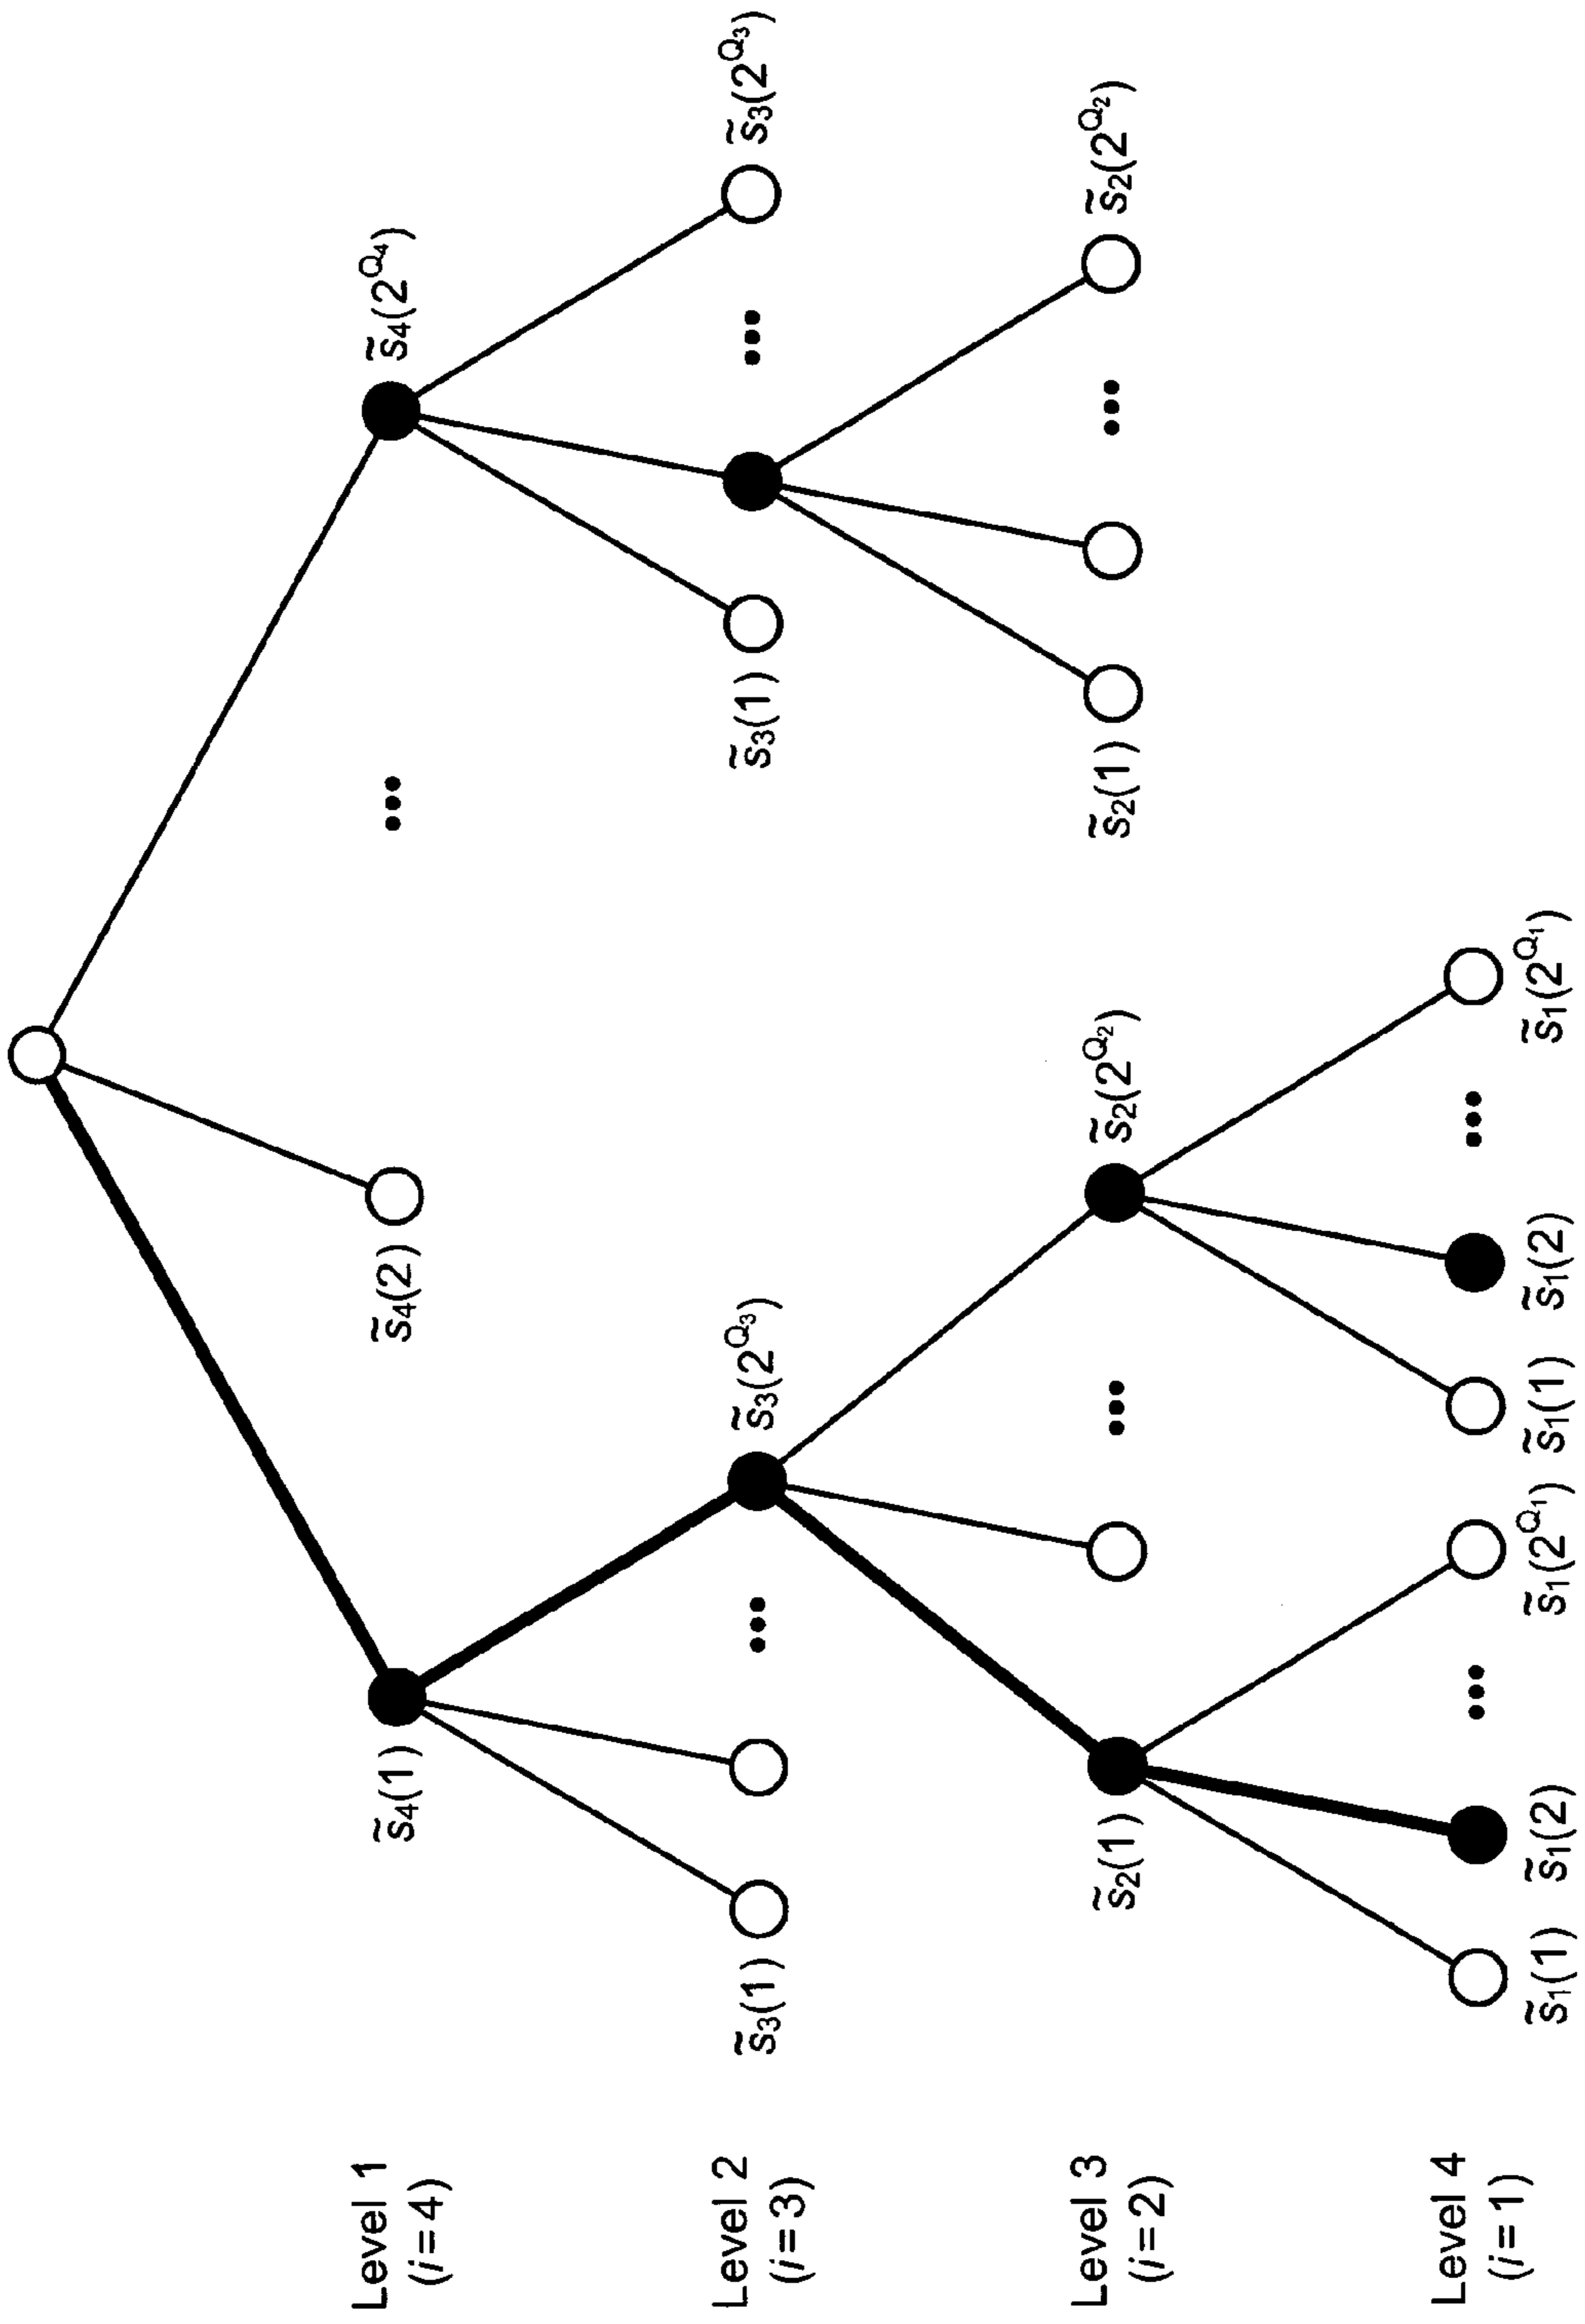 Level 1
(i=4)
s̃₄(1)
s̃₄(2)
•••
s̃₄(2^Q₄)
Level 2
(i=3)
s̃₃(1)
•••
s̃₃(2^Q₃)
s̃₃(1)
•••
s̃₃(2^Q₃)
Level 3
(i=2)
s̃₂(1)
•••
s̃₂(2^Q₂)
s̃₂(1)
•••
s̃₂(2^Q₂)
Level 4
(i=1)
s̃₁(1)
s̃₁(2)
•••
s̃₁(2^Q₁)
s̃₁(1)
s̃₁(2)
•••
s̃₁(2^Q₁)